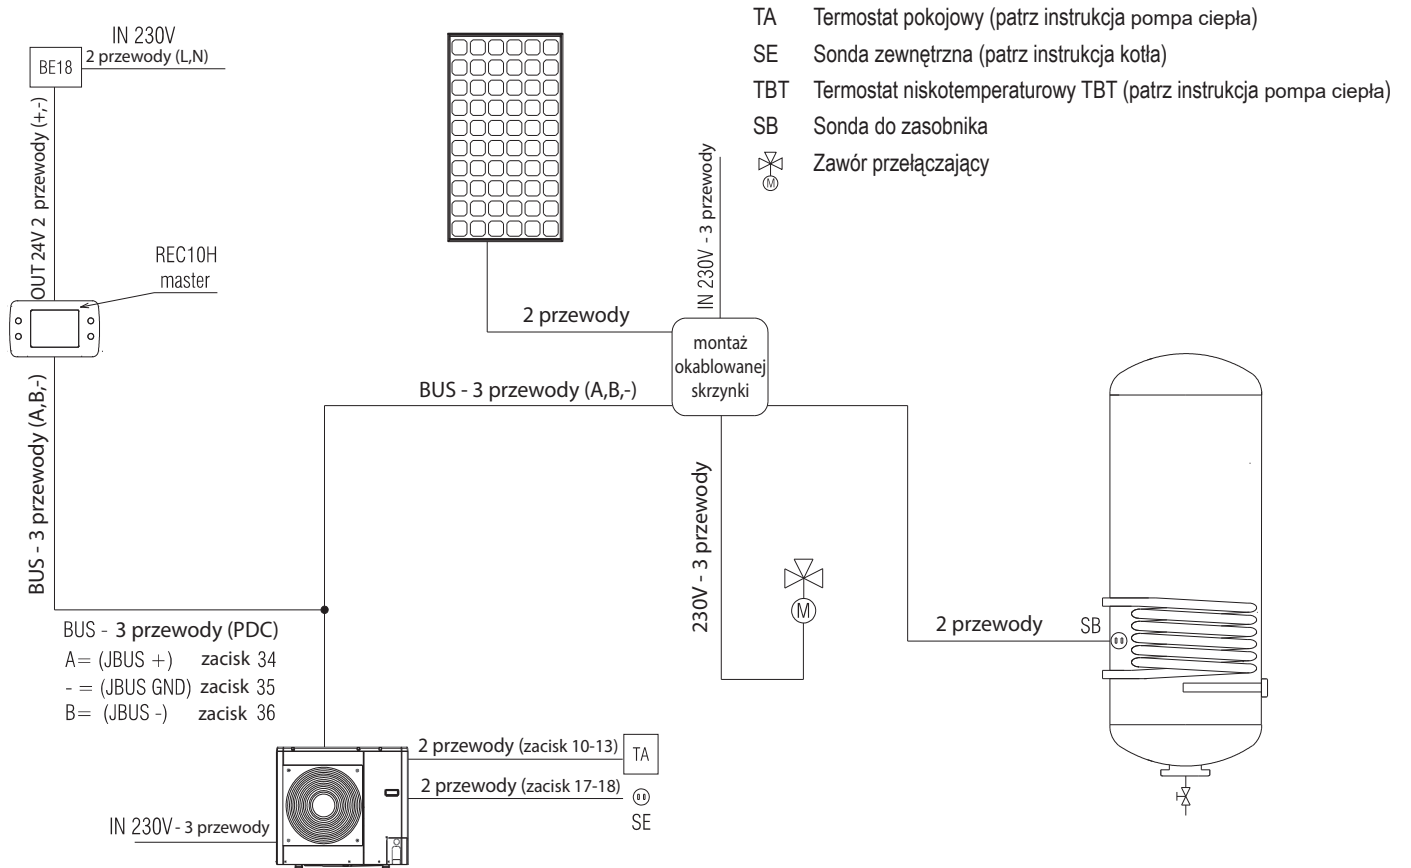 TA Termostat pokojowy (patrz instrukcja pompa ciepła)
SE Sonda zewnętrzna (patrz instrukcja kotła)
TBT Termostat niskotemperaturowy TBT (patrz instrukcja pompa ciepła)
SB Sonda do zasobnika
M Zawór przełączający
IN 230V
2 przewody (L,N)
BE18
OUT 24V 2 przewody (+,-)
REC10H
master
BUS - 3 przewody (A,B,-)
IN 230V - 3 przewody
2 przewody
montaż
okablowanej
skrzynki
BUS - 3 przewody (A,B,-)
230V - 3 przewody
M
2 przewody
SB
BUS - 3 przewody (PDC)
A= (JBUS +) zacisk 34
- = (JBUS GND) zacisk 35
B= (JBUS -) zacisk 36
2 przewody (zacisk 10-13)
TA
2 przewody (zacisk 17-18)
SE
IN 230V - 3 przewody